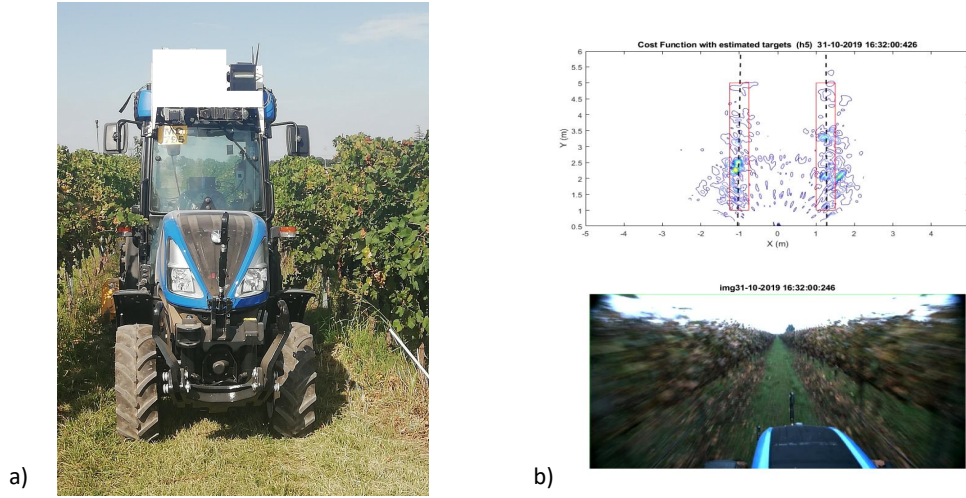 a)
b)
Cost Function with estimated targets (h5) 31-10-2019 16:32:00:426
Y (m)
6
5.5
5
4.5
4
3.5
3
2.5
2
1.5
1
0.5
-5 -4 -3 -2 -1 0 1 2 3 4 5
X (m)
img31-10-2019 16:32:00:246